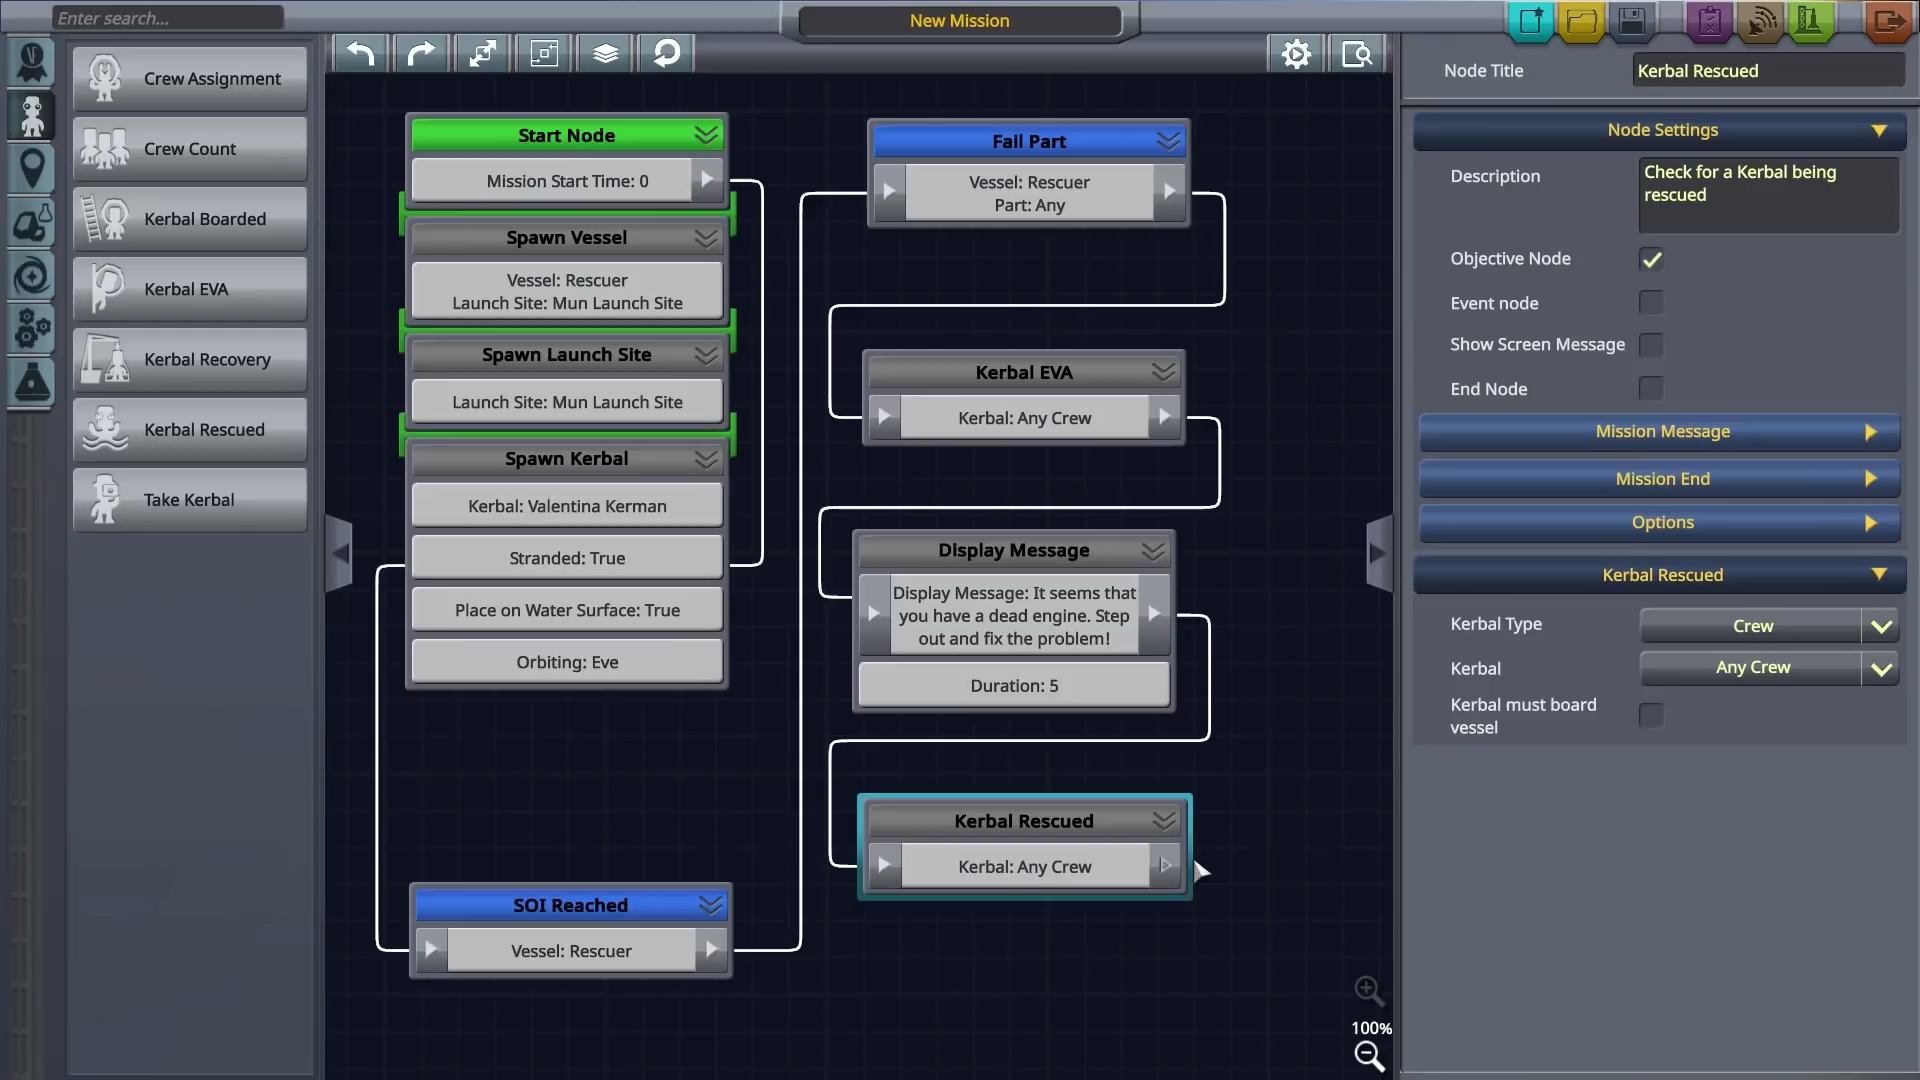 Enter search...
New Mission
Crew Assignment
Crew Count
Kerbal Boarded
Kerbal EVA
Kerbal Recovery
Kerbal Rescued
Take Kerbal
Start Node
Mission Start Time: 0
Spawn Vessel
Vessel: Rescuer
Launch Site: Mun Launch Site
Spawn Launch Site
Launch Site: Mun Launch Site
Spawn Kerbal
Kerbal: Valentina Kerman
Stranded: True
Place on Water Surface: True
Orbiting: Eve
SOI Reached
Vessel: Rescuer
Fail Part
Vessel: Rescuer
Part: Any
Kerbal EVA
Kerbal: Any Crew
Display Message
Display Message: It seems that
you have a dead engine. Step
out and fix the problem!
Duration: 5
Kerbal Rescued
Kerbal: Any Crew
100%
Node Title
Kerbal Rescued
Node Settings
Description
Check for a Kerbal being
rescued
Objective Node
Event node
Show Screen Message
End Node
Mission Message
Mission End
Options
Kerbal Rescued
Kerbal Type
Crew
Kerbal
Any Crew
Kerbal must board
vessel